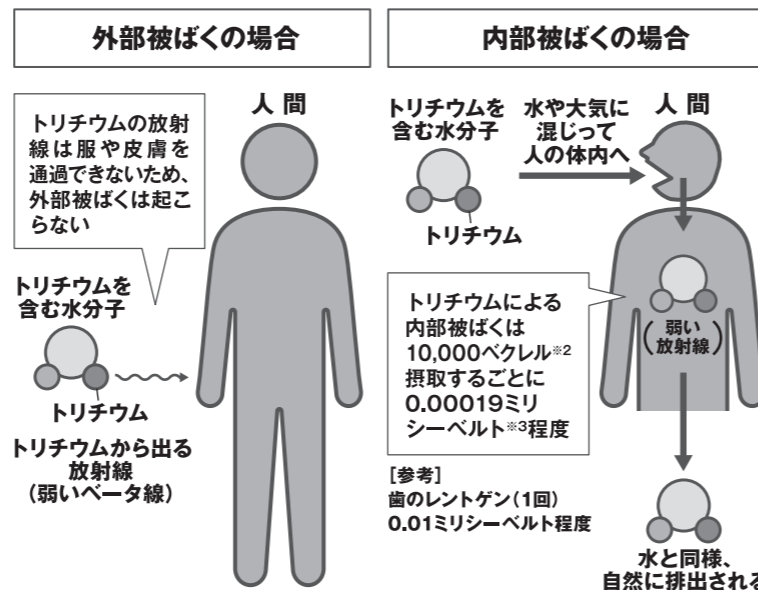 外部被ばくの場合
人間
トリチウムの放射
線は服や皮膚を
通過できないため、
外部被ばくは起こ
らない
トリチウムを
含む水分子
トリチウム
トリチウムから出る
放射線
(弱いベータ線)
内部被ばくの場合
トリチウムを
含む水分子
トリチウム
水や大気に
混じって
人の体内へ
人間
(弱い
放射線)
トリチウムによる
内部被ばくは
10,000ベクレル※2
摂取するごとに
0.00019ミリ
シーベルト※3程度
[参考]
歯のレントゲン(1回)
0.01ミリシーベルト程度
水と同様、
自然に排出される